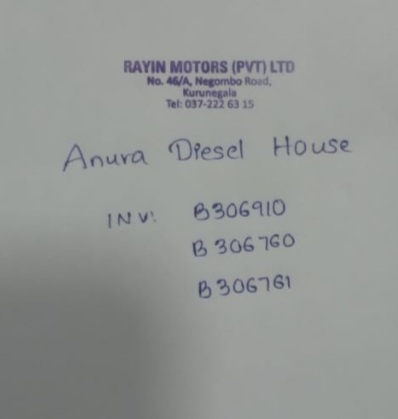 RAYIN MOTORS (PVT) LTD
No. 46/A, Negombo Road,
Kurunegala
Tel: 037-222 63 15
Anura Diesel House
INV: B306910
B306760
B306761